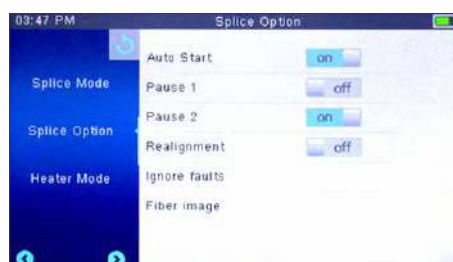 03:47 PM Splice Option
Splice Mode
Splice Option
Heater Mode
Auto Start on
Pause 1 off
Pause 2 on
Realignment off
Ignore faults
Fiber image